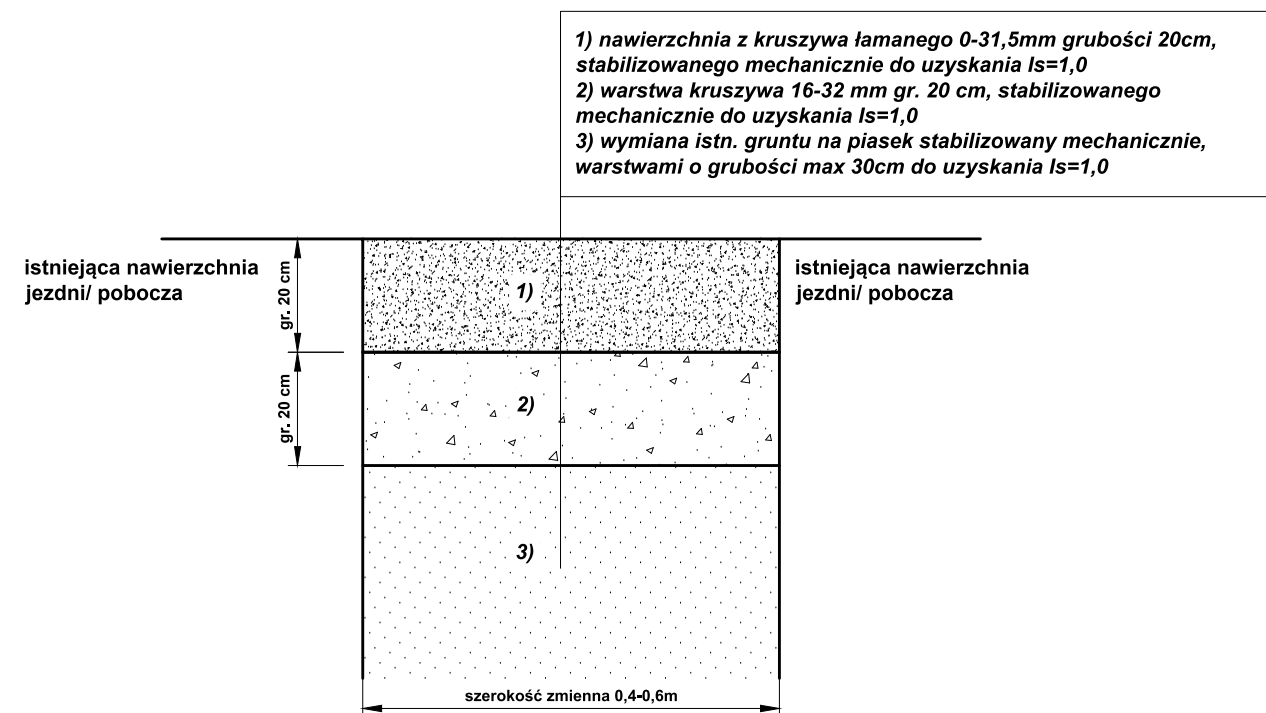 1) nawierzchnia z kruszywa łamanego 0-31,5mm grubości 20cm,
stabilizowanego mechanicznie do uzyskania Is=1,0
2) warstwa kruszywa 16-32 mm gr. 20 cm, stabilizowanego
mechanicznie do uzyskania Is=1,0
3) wymiana istn. gruntu na piasek stabilizowany mechanicznie,
warstwami o grubości max 30cm do uzyskania Is=1,0
istniejąca nawierzchnia
jezdni/ pobocza
gr. 20 cm
1)
istniejąca nawierzchnia
jezdni/ pobocza
gr. 20 cm
2)
3)
szerokość zmienna 0,4-0,6m